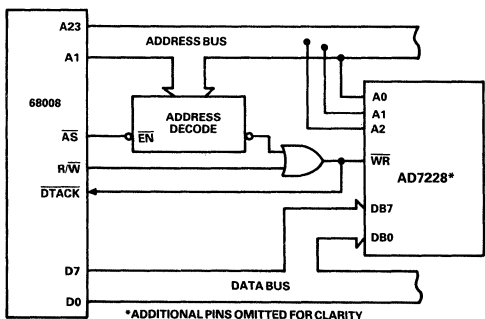 A23
ADDRESS BUS
A1
68008
A0
A1
A2
ADDRESS
DECODE
AS
EN
R/W
WR
AD7228*
DTACK
DB7
DB0
D7
DATA BUS
D0
*ADDITIONAL PINS OMITTED FOR CLARITY